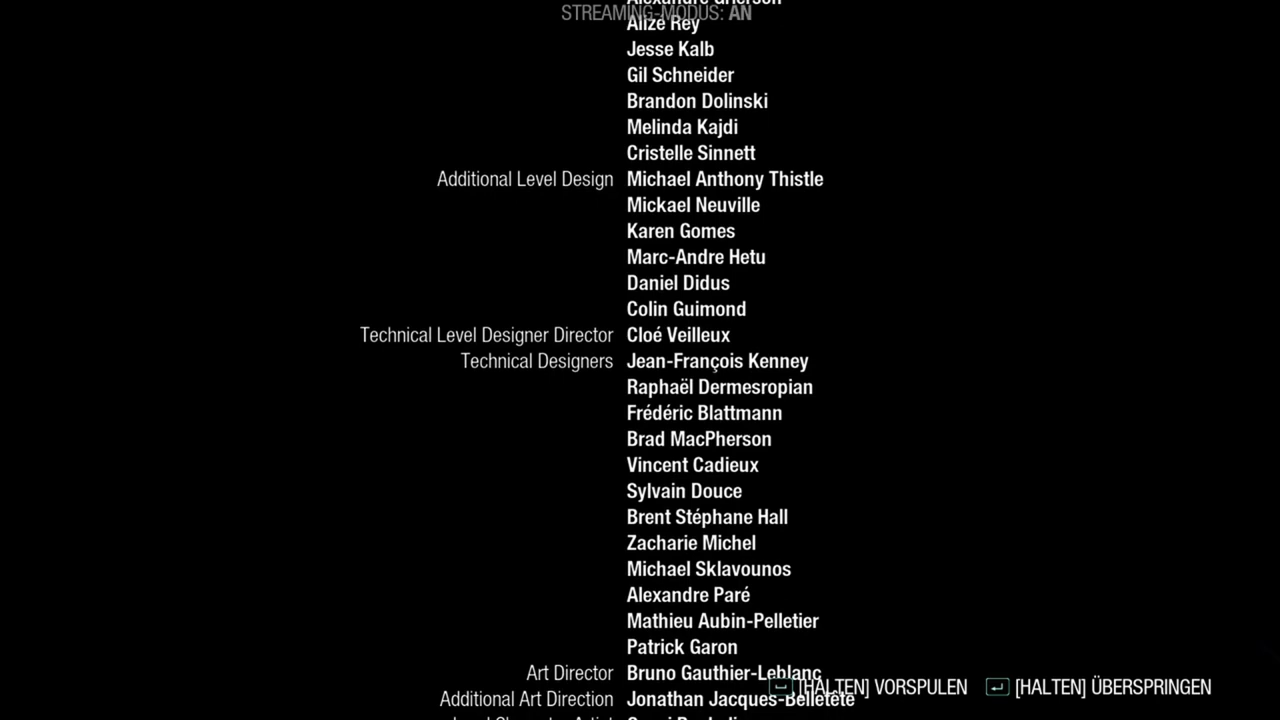 STREAMING-MODUS: AN
Alize Rey
Jesse Kalb
Gil Schneider
Brandon Dolinski
Melinda Kajdi
Cristelle Sinnett
Additional Level Design Michael Anthony Thistle
Mickael Neuville
Karen Gomes
Marc-Andre Hetu
Daniel Didus
Colin Guimond
Technical Level Designer Director Cloé Veilleux
Technical Designers Jean-François Kenney
Raphaël Dermesropian
Frédéric Blattmann
Brad MacPherson
Vincent Cadieux
Sylvain Douce
Brent Stéphane Hall
Zacharie Michel
Michael Sklavounos
Alexandre Paré
Mathieu Aubin-Pelletier
Patrick Garon
Art Director Bruno Gauthier-Leblanc
[HALTEN] VORSPULEN [HALTEN] ÜBERSPRINGEN
Additional Art Direction Jonathan Jacques-Belletête